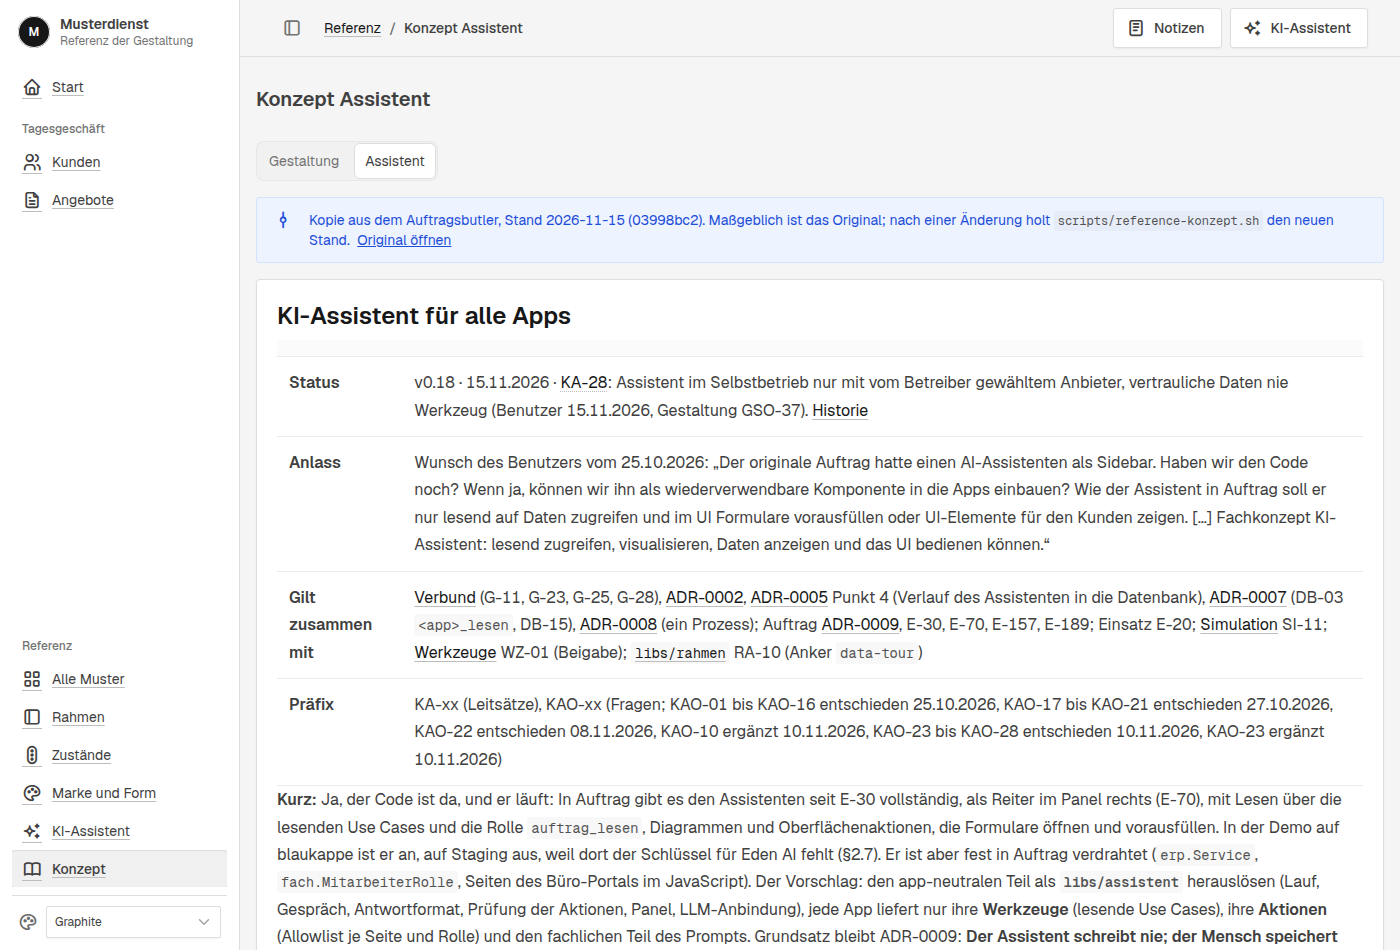 M
Musterdienst
Referenz der Gestaltung
Start
Tagesgeschäft
Kunden
Angebote
Referenz
Alle Muster
Rahmen
Zustände
Marke und Form
KI-Assistent
Konzept
Graphite
Referenz / Konzept Assistent
Notizen
KI-Assistent
Konzept Assistent
Gestaltung
Assistent
Kopie aus dem Auftragsbutler, Stand 2026-11-15 (03998bc2). Maßgeblich ist das Original; nach einer Änderung holt scripts/reference-konzept.sh den neuen
Stand. Original öffnen
KI-Assistent für alle Apps
Status
v0.18 · 15.11.2026 · KA-28: Assistent im Selbstbetrieb nur mit vom Betreiber gewähltem Anbieter, vertrauliche Daten nie
Werkzeug (Benutzer 15.11.2026, Gestaltung GSO-37). Historie
Anlass
Wunsch des Benutzers vom 25.10.2026: „Der originale Auftrag hatte einen AI-Assistenten als Sidebar. Haben wir den Code
noch? Wenn ja, können wir ihn als wiederverwendbare Komponente in die Apps einbauen? Wie der Assistent in Auftrag soll er
nur lesend auf Daten zugreifen und im UI Formulare vorausfüllen oder UI-Elemente für den Kunden zeigen. […] Fachkonzept KI-
Assistent: lesend zugreifen, visualisieren, Daten anzeigen und das UI bedienen können.“
Gilt
zusammen
mit
Verbund (G-11, G-23, G-25, G-28), ADR-0002, ADR-0005 Punkt 4 (Verlauf des Assistenten in die Datenbank), ADR-0007 (DB-03
<app>_lesen, DB-15), ADR-0008 (ein Prozess); Auftrag ADR-0009, E-30, E-70, E-157, E-189; Einsatz E-20; Simulation SI-11;
Werkzeuge WZ-01 (Beigabe); libs/rahmen RA-10 (Anker data-tour)
Präfix
KA-xx (Leitsätze), KAO-xx (Fragen; KAO-01 bis KAO-16 entschieden 25.10.2026, KAO-17 bis KAO-21 entschieden 27.10.2026,
KAO-22 entschieden 08.11.2026, KAO-10 ergänzt 10.11.2026, KAO-23 bis KAO-28 entschieden 10.11.2026, KAO-23 ergänzt
10.11.2026)
Kurz: Ja, der Code ist da, und er läuft: In Auftrag gibt es den Assistenten seit E-30 vollständig, als Reiter im Panel rechts (E-70), mit Lesen über die
lesenden Use Cases und die Rolle auftrag_lesen, Diagrammen und Oberflächenaktionen, die Formulare öffnen und vorausfüllen. In der Demo auf
blaukappe ist er an, auf Staging aus, weil dort der Schlüssel für Eden AI fehlt (§2.7). Er ist aber fest in Auftrag verdrahtet (erp.Service,
fach.MitarbeiterRolle, Seiten des Büro-Portals im JavaScript). Der Vorschlag: den app-neutralen Teil als libs/assistent herauslösen (Lauf,
Gespräch, Antwortformat, Prüfung der Aktionen, Panel, LLM-Anbindung), jede App liefert nur ihre Werkzeuge (lesende Use Cases), ihre Aktionen
(Allowlist je Seite und Rolle) und den fachlichen Teil des Prompts. Grundsatz bleibt ADR-0009: Der Assistent schreibt nie; der Mensch speichert